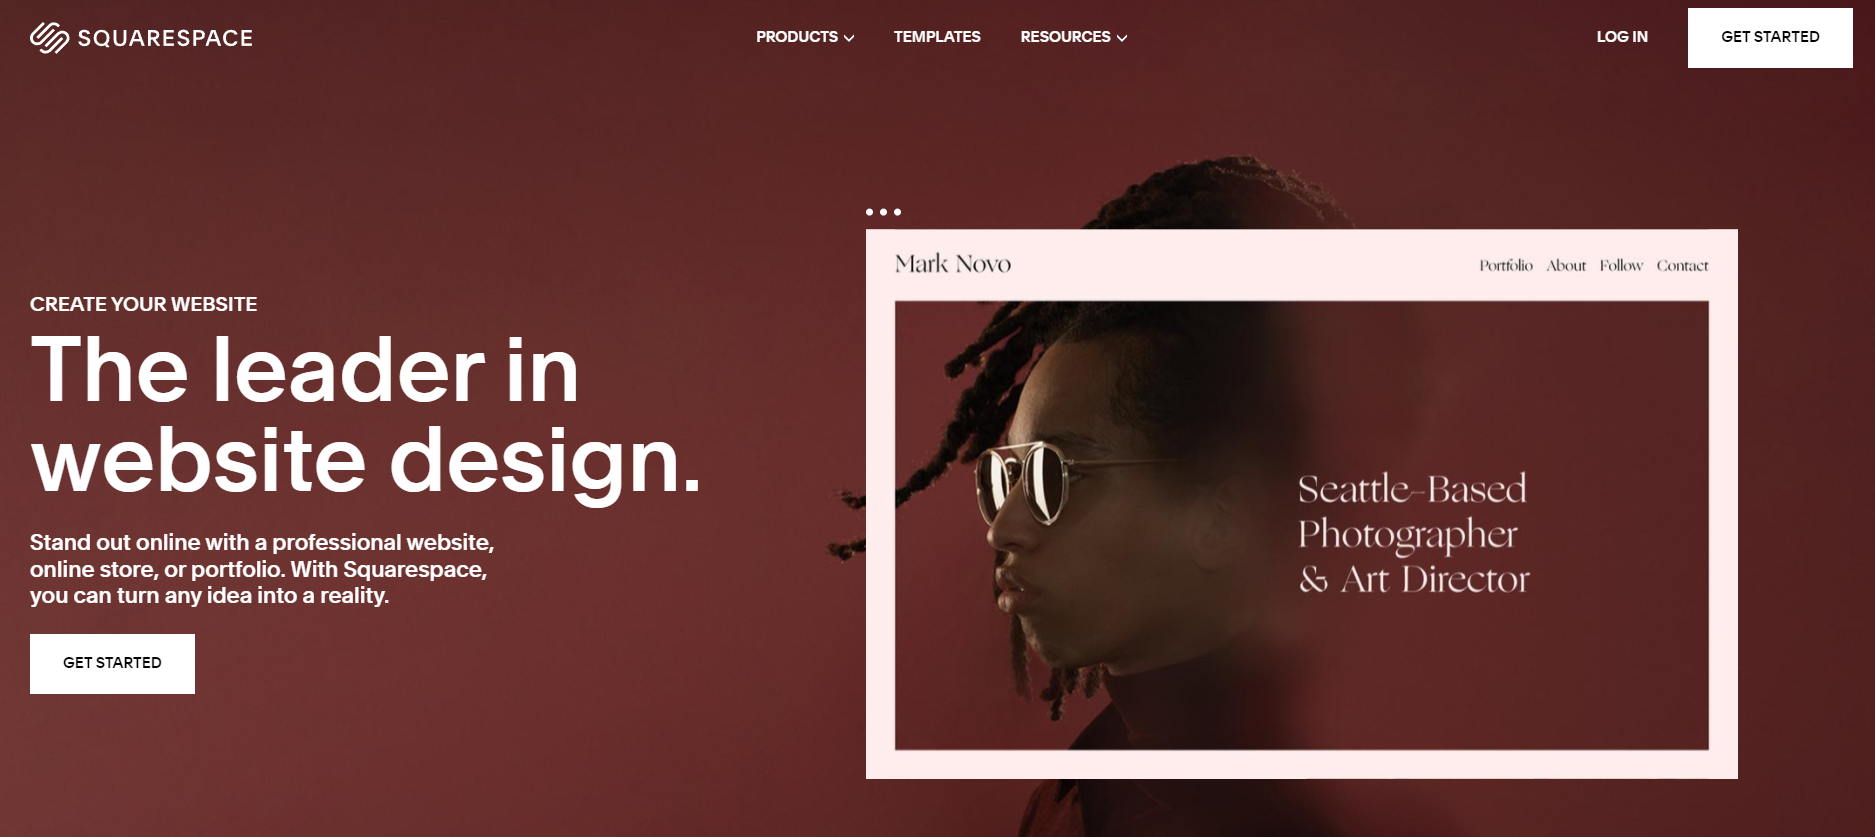 SQUARESPACE
PRODUCTS
TEMPLATES
RESOURCES
LOG IN
GET STARTED
CREATE YOUR WEBSITE
The leader in
website design.
Stand out online with a professional website,
online store, or portfolio. With Squarespace,
you can turn any idea into a reality.
GET STARTED
Mark Novo
Portfolio About Follow Contact
Seattle-Based
Photographer
& Art Director